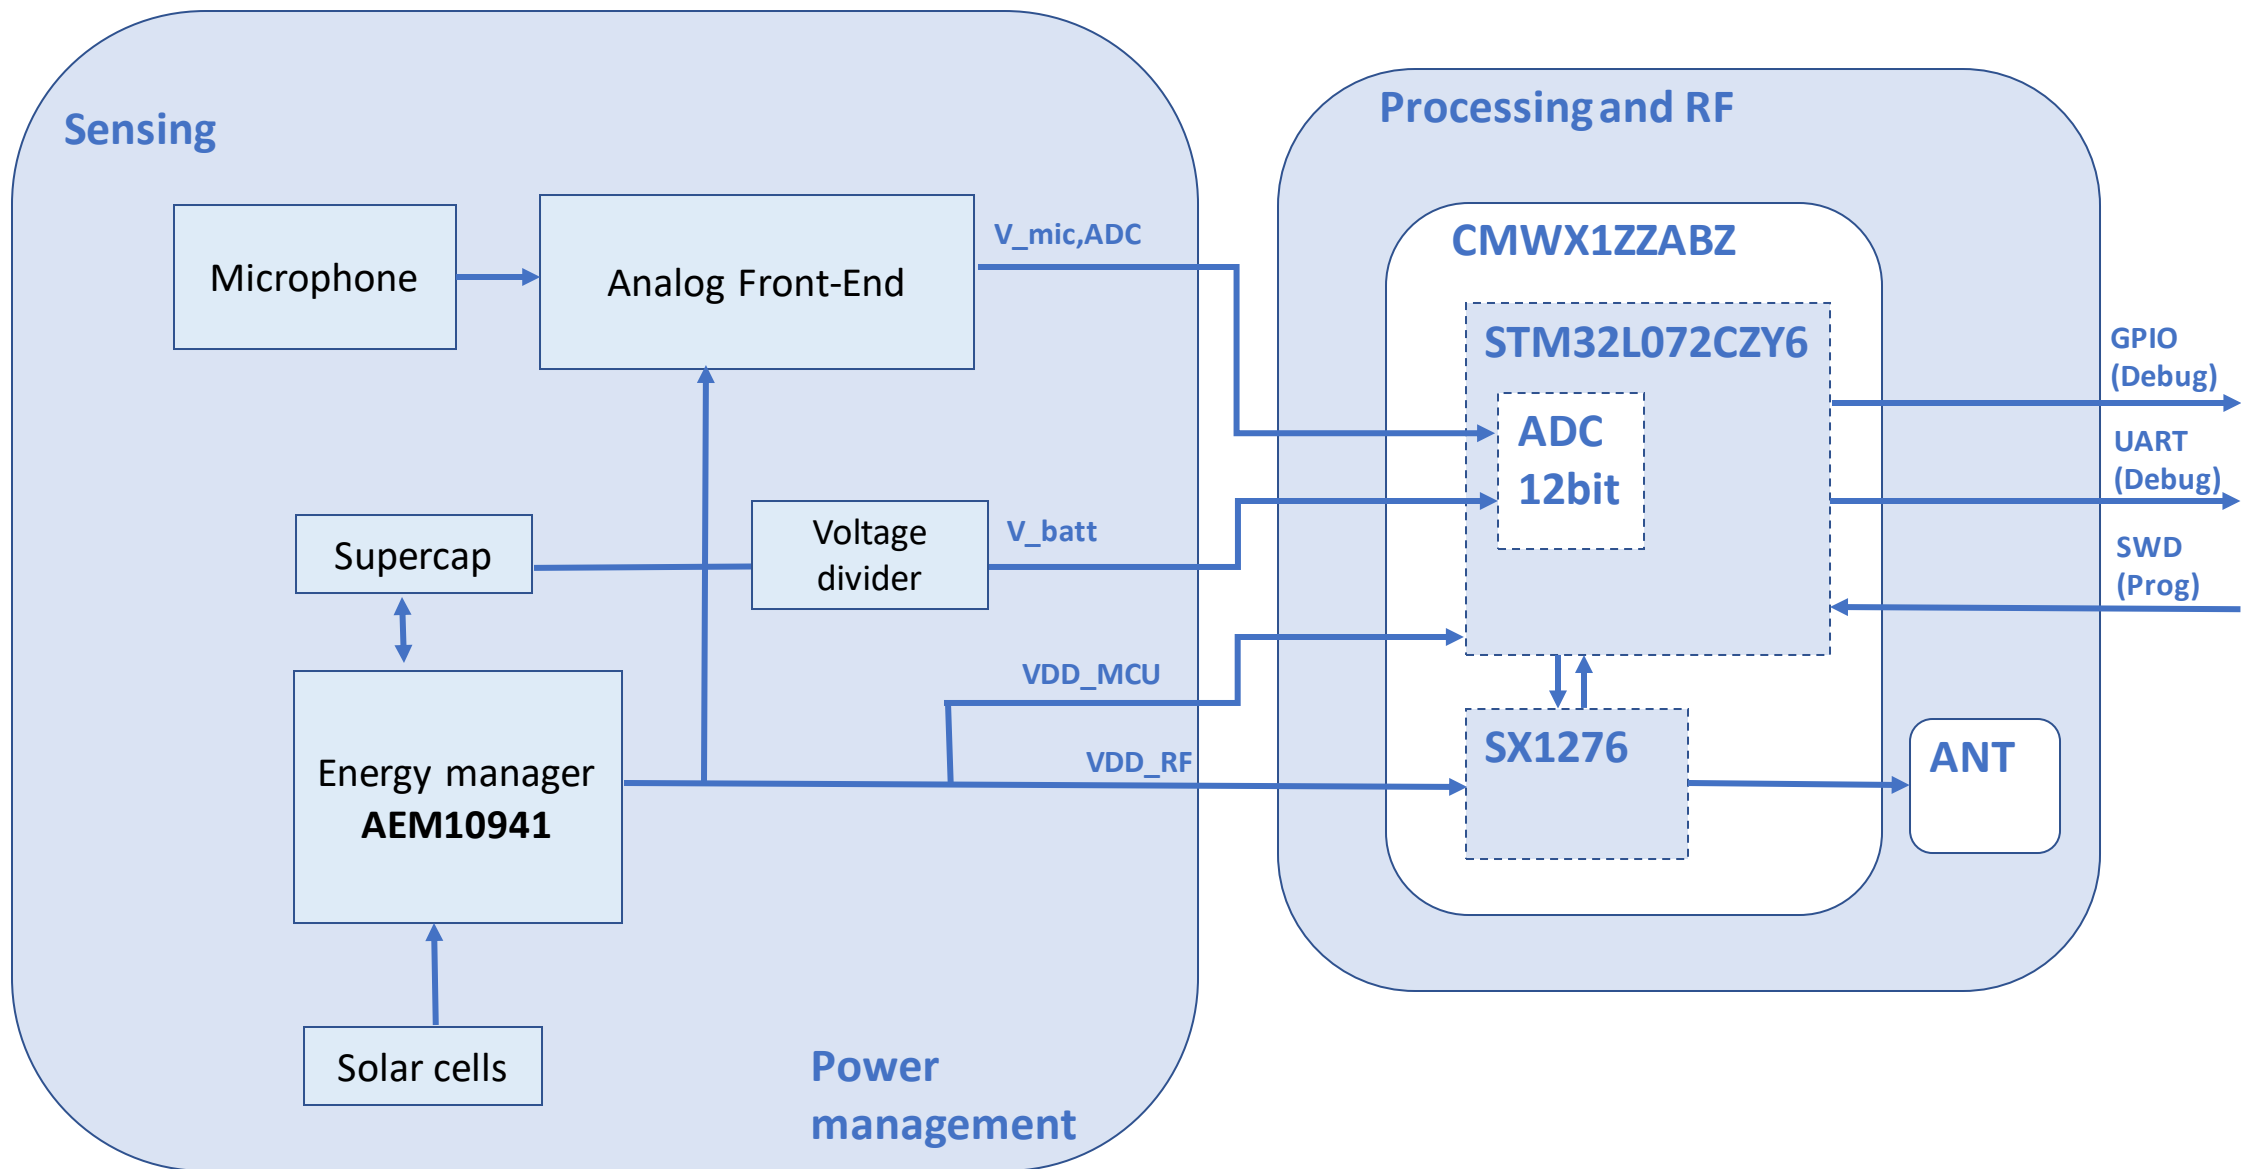 Sensing
Microphone
Analog Front-End
V_mic,ADC
Supercap
Voltage
divider
V_batt
VDD_MCU
Energy manager
AEM10941
VDD_RF
Solar cells
Power
management
Processing and RF
CMWX1ZZABZ
STM32L072CZY6
ADC
12bit
SX1276
ANT
GPIO
(Debug)
UART
(Debug)
SWD
(Prog)